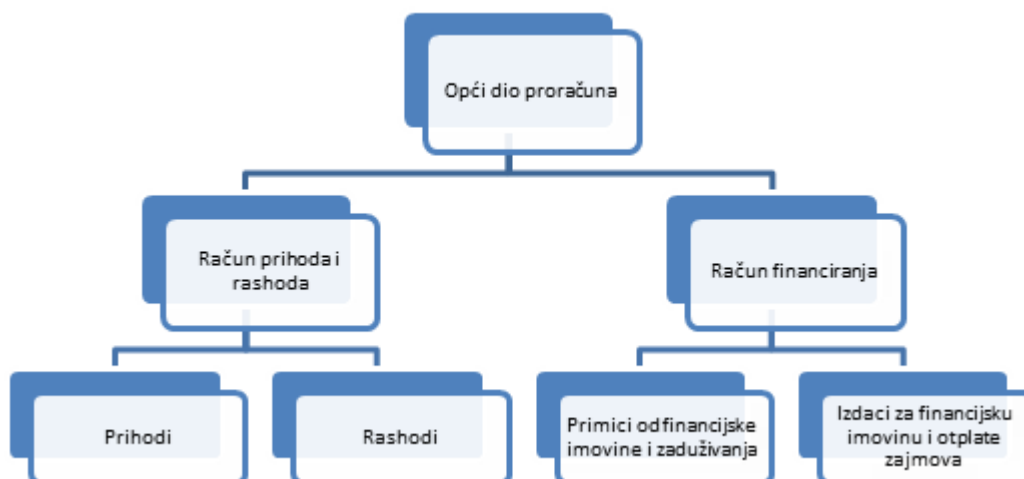 Opći dio proračuna
Račun prihoda i
rashoda
Račun financiranja
Prihodi
Rashodi
Primici od financijske
imovine i zaduživanja
Izdaci za financijsku
imovinu i otplate
zajmova